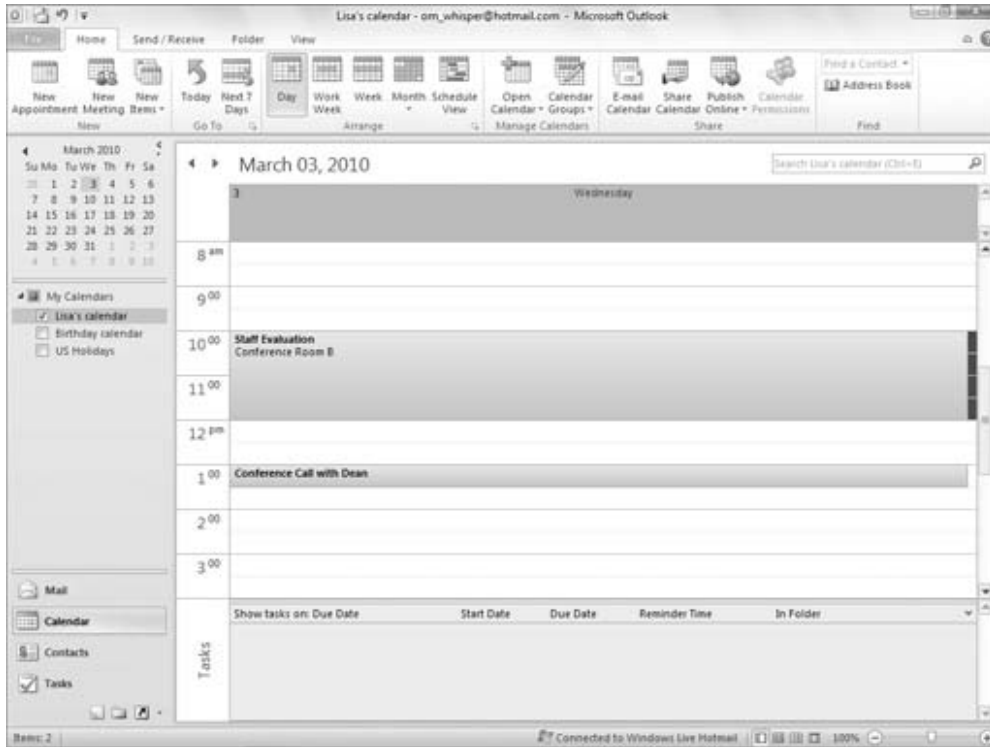 Lisa's calendar - om_whisper@hotmail.com - Microsoft Outlook
File Home Send / Receive Folder View
New Appointment
New Meeting
New Items
Today
Next 7 Days
Day
Work Week
Week
Month
Schedule View
Open Calendar
Calendar Groups
E-mail Calendar
Share Calendar
Publish Online
Calendar Permissions
Find a Contact
Address Book
New Go To Arrange Manage Calendars Share Find
March 2010
Su Mo Tu We Th Fr Sa
1 2 3 4 5 6
7 8 9 10 11 12 13
14 15 16 17 18 19 20
21 22 23 24 25 26 27
28 29 30 31 1 2 3
4 5 6 7 8 9 10
My Calendars
Lisa's calendar
Birthday calendar
US Holidays
Mail
Calendar
Contacts
Tasks
March 03, 2010
Search Lisa's calendar (Ctrl+E)
3 Wednesday
8 am
9 00
10 00 Staff Evaluation
Conference Room B
11 00
12 pm
1 00 Conference Call with Dean
2 00
3 00
Tasks
Show tasks on: Due Date Start Date Due Date Reminder Time In Folder
Items: 2
Connected to Windows Live Hotmail 100%